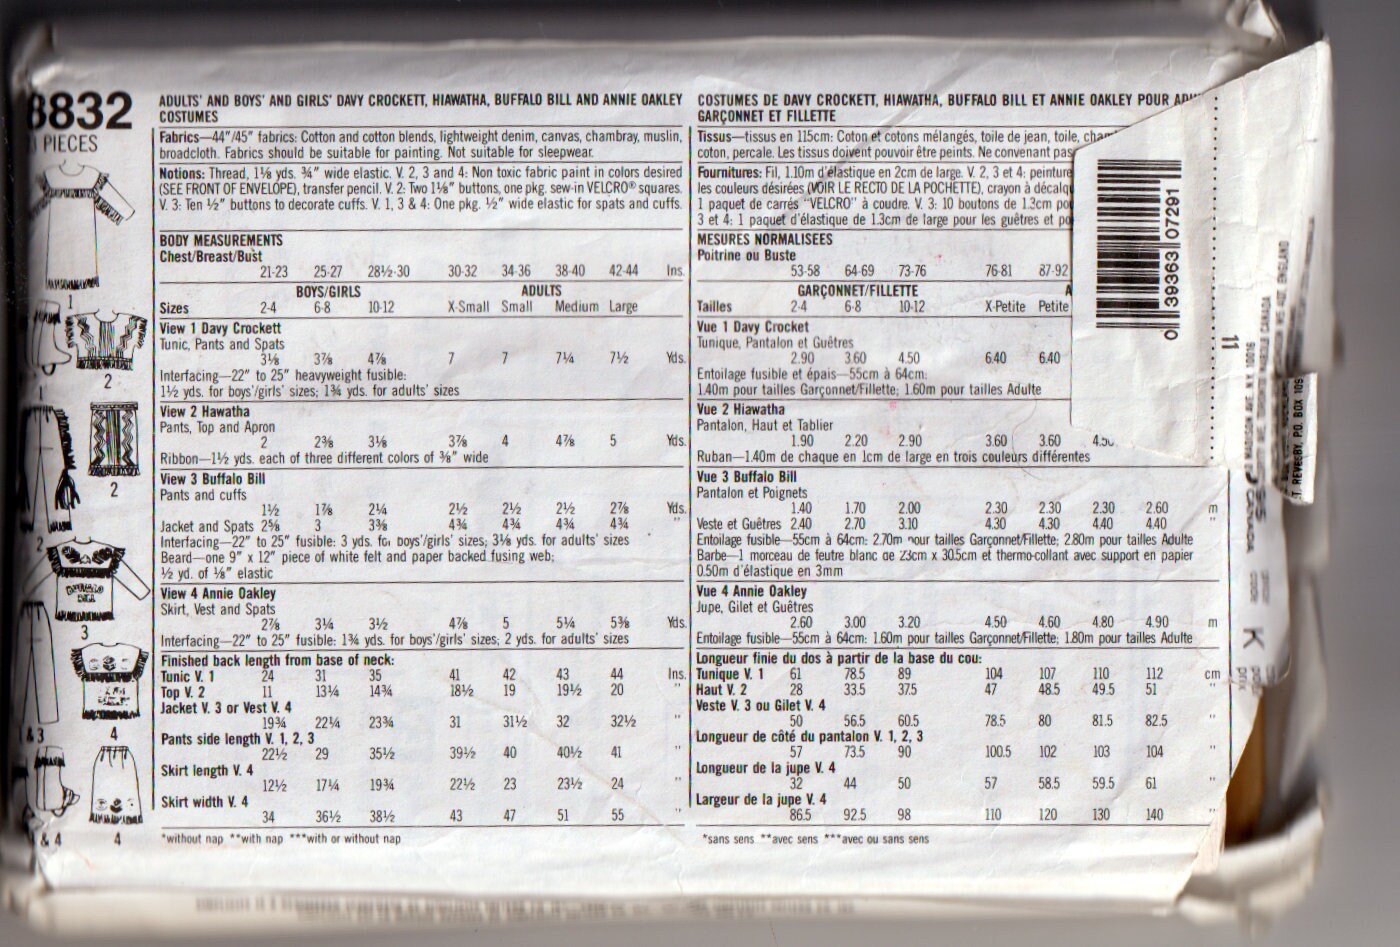 8832
PIECES
ADULTS' AND BOYS' AND GIRLS' DAVY CROCKETT, HIAWATHA, BUFFALO BILL AND ANNIE OAKLEY
COSTUMES
Fabrics—44"/45" fabrics: Cotton and cotton blends, lightweight denim, canvas, chambray, muslin,
broadcloth. Fabrics should be suitable for painting. Not suitable for sleepwear.
Notions: Thread, 1⅛ yds. ¾" wide elastic. V. 2, 3 and 4: Non toxic fabric paint in colors desired
(SEE FRONT OF ENVELOPE), transfer pencil. V. 2: Two 1⅛" buttons, one pkg. sew-in VELCRO® squares.
V. 3: Ten ½" buttons to decorate cuffs. V. 1, 3 & 4: One pkg. ½" wide elastic for spats and cuffs.
BODY MEASUREMENTS
Chest/Breast/Bust
21-23 25-27 28½-30 30-32 34-36 38-40 42-44 Ins.
BOYS/GIRLS ADULTS
Sizes 2-4 6-8 10-12 X-Small Small Medium Large
View 1 Davy Crockett
Tunic, Pants and Spats
3⅛ 3⅞ 4⅞ 7 7 7¼ 7½ Yds.
Interfacing—22" to 25" heavyweight fusible:
1½ yds. for boys'/girls' sizes; 1¾ yds. for adults' sizes
View 2 Hawatha
Pants, Top and Apron
2 2⅜ 3⅛ 3⅞ 4 4⅞ 5 Yds.
Ribbon—1½ yds. each of three different colors of ⅜" wide
View 3 Buffalo Bill
Pants and cuffs
1½ 1⅞ 2¼ 2½ 2½ 2½ 2⅞ Yds.
Jacket and Spats 2⅝ 3 3⅜ 4¾ 4¾ 4¾ 4¾ "
Interfacing—22" to 25" fusible: 3 yds. for boys'/girls' sizes; 3⅛ yds. for adults' sizes
Beard—one 9" x 12" piece of white felt and paper backed fusing web;
½ yd. of ⅛" elastic
View 4 Annie Oakley
Skirt, Vest and Spats
2⅞ 3¼ 3½ 4⅞ 5 5¼ 5⅜ Yds.
Interfacing—22" to 25" fusible: 1¾ yds. for boys'/girls' sizes; 2 yds. for adults' sizes
Finished back length from base of neck:
Tunic V. 1 24 31 35 41 42 43 44 Ins.
Top V. 2 11 13¼ 14¾ 18½ 19 19½ 20 "
Jacket V. 3 or Vest V. 4
19¾ 22¼ 23¾ 31 31½ 32 32½ "
Pants side length V. 1, 2, 3
22½ 29 35½ 39½ 40 40½ 41 "
Skirt length V. 4
12½ 17¼ 19¾ 22½ 23 23½ 24 "
Skirt width V. 4
34 36½ 38½ 43 47 51 55 "
*without nap **with nap ***with or without nap
COSTUMES DE DAVY CROCKETT, HIAWATHA, BUFFALO BILL ET ANNIE OAKLEY POUR
GARÇONNET ET FILLETTE
Tissus—tissus en 115cm: Coton et cotons mélangés, toile de jean, toile,
coton, percale. Les tissus doivent pouvoir être peints. Ne convenant pas
Fournitures: Fil, 1.10m d'élastique en 2cm de large. V. 2, 3 et 4: peinture
les couleurs désirées (VOIR LE RECTO DE LA POCHETTE), crayon à
1 paquet de carrés "VELCRO" à coudre. V. 3: 10 boutons de 1.3cm
3 et 4: 1 paquet d'élastique de 1.3cm de large pour les guêtres et
MESURES NORMALISEES
Poitrine ou Buste
53-58 64-69 73-76 76-81 87-92
GARÇONNET/FILLETTE A
Tailles 2-4 6-8 10-12 X-Petite Petite
Vue 1 Davy Crocket
Tunique, Pantalon et Guêtres
2.90 3.60 4.50 6.40 6.40
Entoilage fusible et épais—55cm à 64cm:
1.40m pour tailles Garçonnet/Fillette; 1.60m pour tailles Adulte
Vue 2 Hiawatha
Pantalon, Haut et Tablier
1.90 2.20 2.90 3.60 3.60
Ruban—1.40m de chaque en 1cm de large en trois couleurs différentes
Vue 3 Buffalo Bill
Pantalon et Poignets
1.40 1.70 2.00 2.30 2.30 2.30 2.60 m
Veste et Guêtres 2.40 2.70 3.10 4.30 4.30 4.40 4.40 "
Entoilage fusible—55cm à 64cm: 2.70m pour tailles Garçonnet/Fillette; 2.80m pour tailles Adulte
Barbe—1 morceau de feutre blanc de 23cm x 30.5cm et thermo-collant avec support en papier
0.50m d'élastique en 3mm
Vue 4 Annie Oakley
Jupe, Gilet et Guêtres
2.60 3.00 3.20 4.50 4.60 4.80 4.90 m
Entoilage fusible—55cm à 64cm: 1.60m pour tailles Garçonnet/Fillette; 1.80m pour tailles Adulte
Longueur finie du dos à partir de la base du cou:
Tunique V. 1 61 78.5 89 104 107 110 112 cm
Haut V. 2 28 33.5 37.5 47 48.5 49.5 51 "
Veste V. 3 ou Gilet V. 4
50 56.5 60.5 78.5 80 81.5 82.5 "
Longueur de côté du pantalon V. 1, 2, 3
57 73.5 90 100.5 102 103 104 "
Longueur de la jupe V. 4
32 44 50 57 58.5 59.5 61 "
Largeur de la jupe V. 4
86.5 92.5 98 110 120 130 140 "
*sans sens **avec sens ***avec ou sans sens
1
2
1
2
2
3
4
1 & 3
& 4
4
BUFFALO
BILL
0 39363 07291
11
MADISON AVE. N.Y. N.Y. 10016
T. REVESBY, P.O. BOX 109
CANADA
K
prix